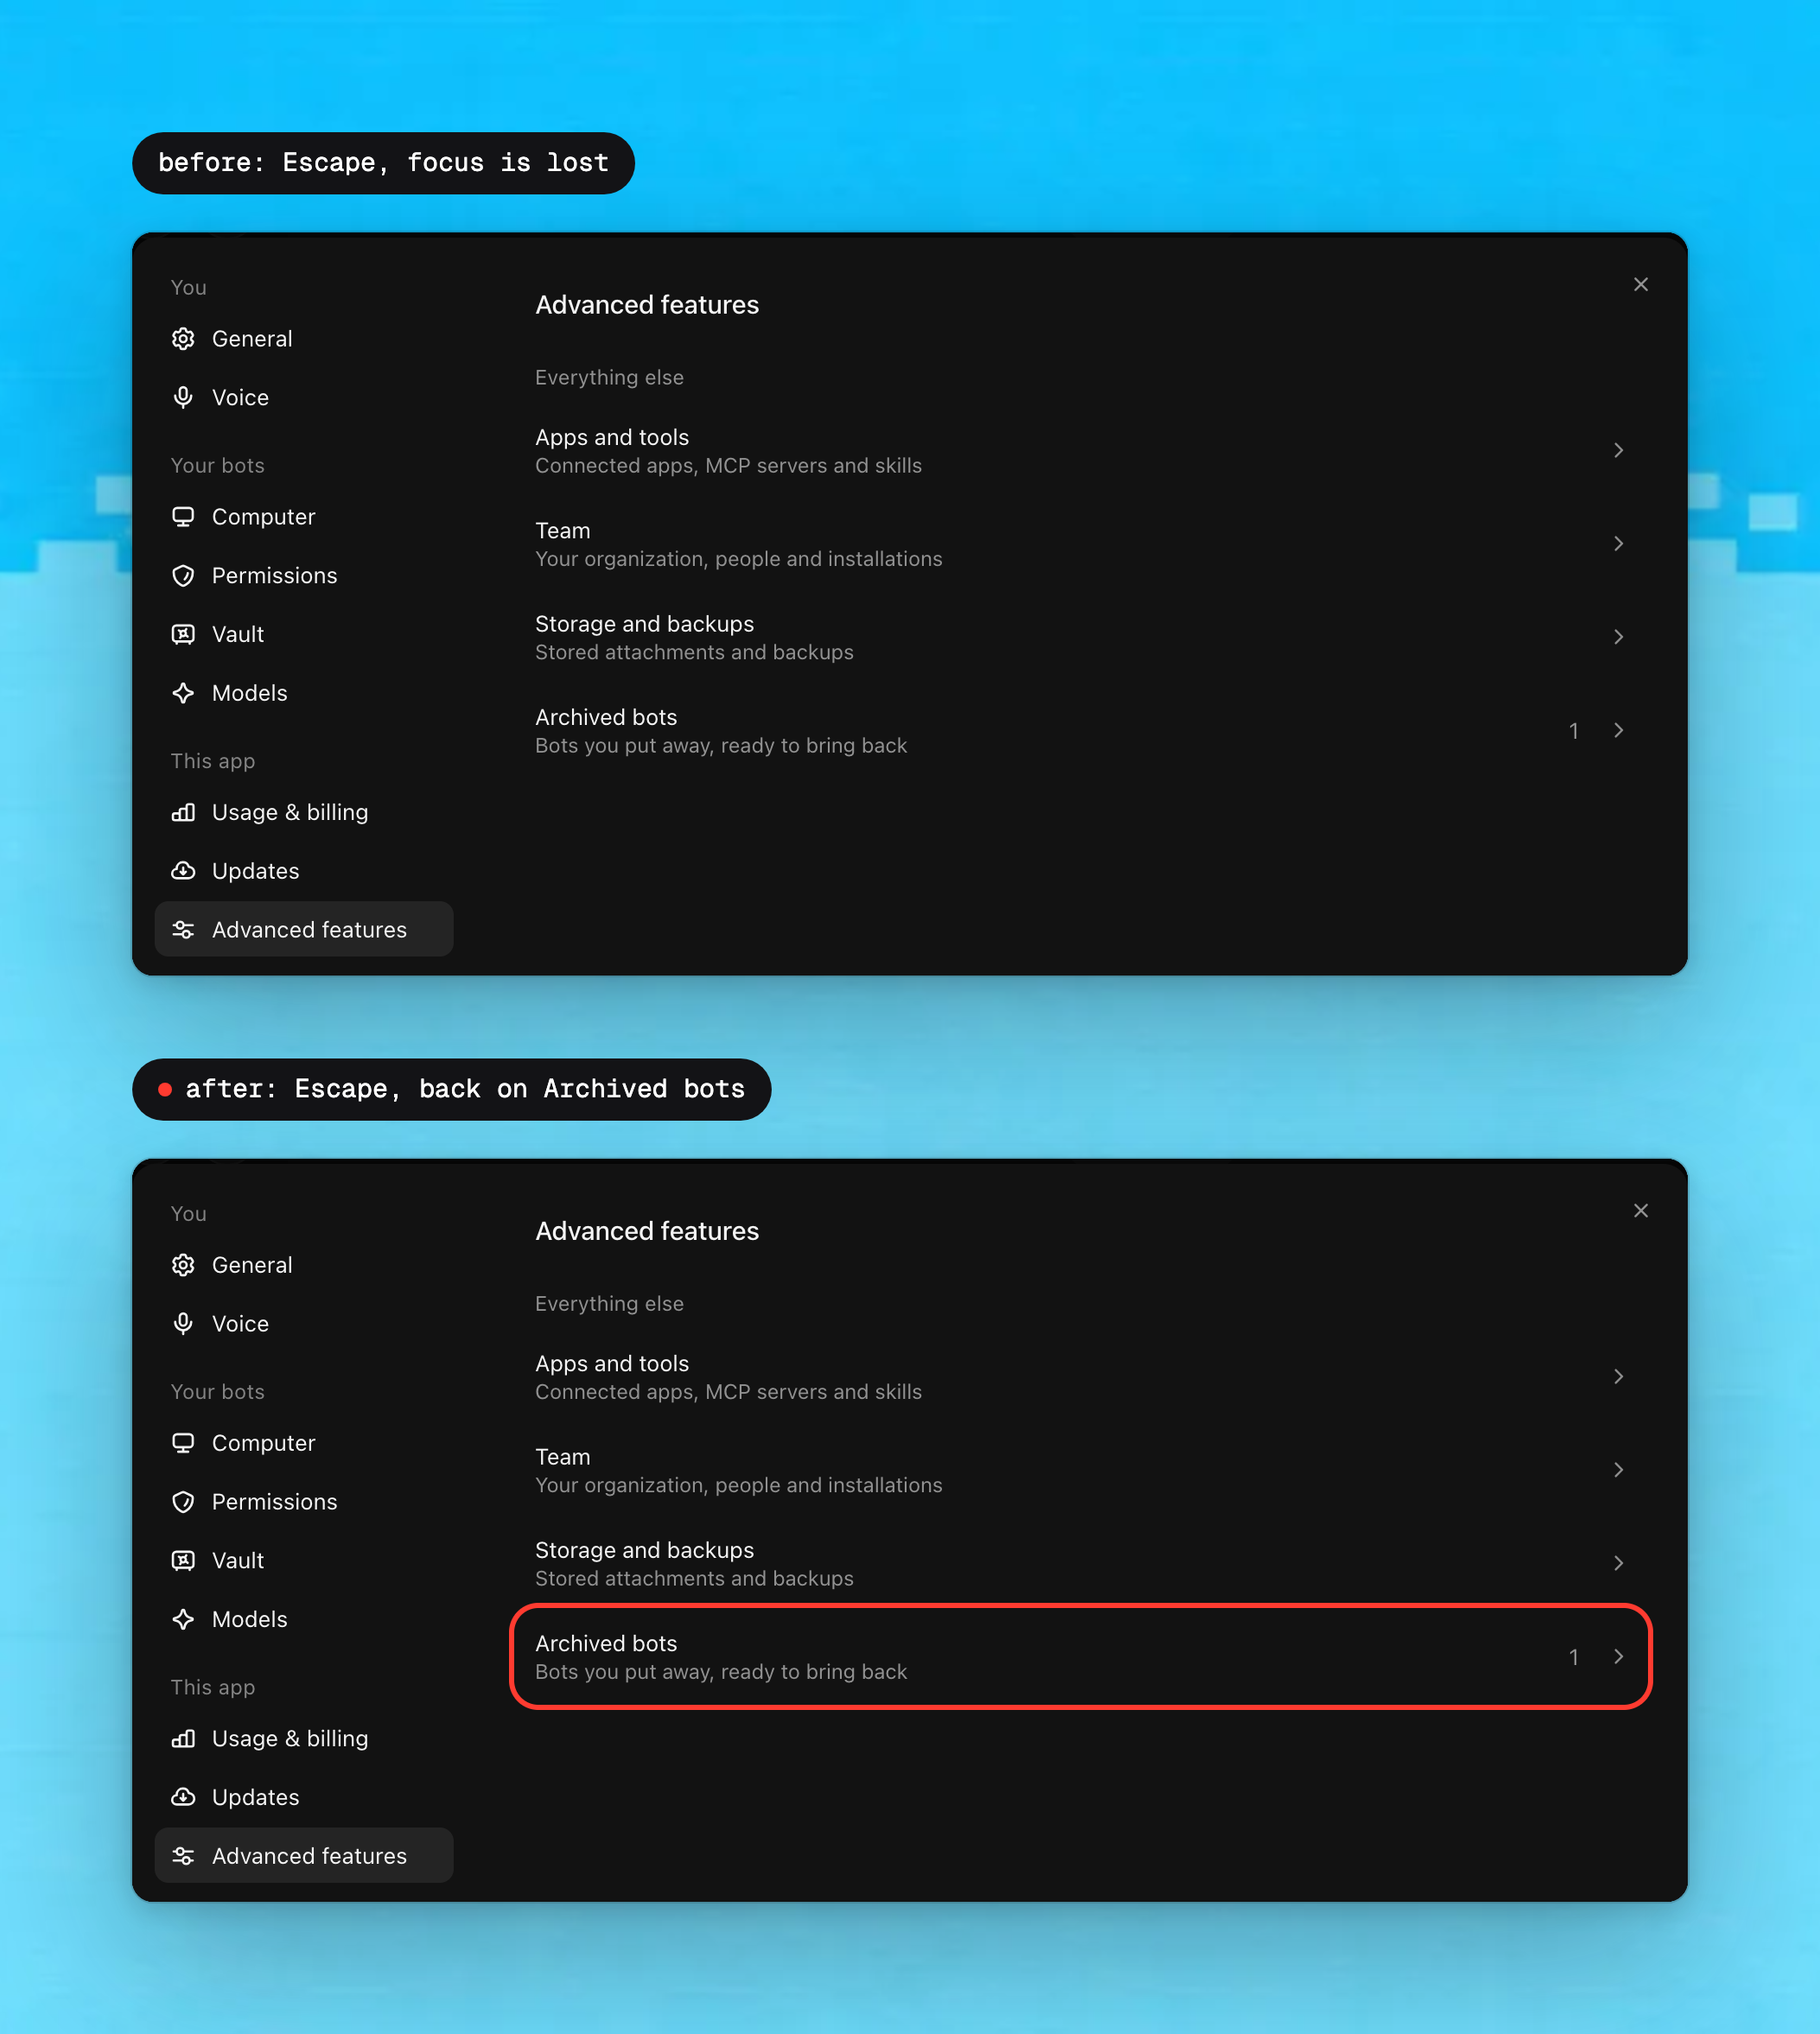 before: Escape, focus is lost
You
General
Voice
Your bots
Computer
Permissions
Vault
Models
This app
Usage & billing
Updates
Advanced features
Advanced features
Everything else
Apps and tools
Connected apps, MCP servers and skills
Team
Your organization, people and installations
Storage and backups
Stored attachments and backups
Archived bots
Bots you put away, ready to bring back
1
after: Escape, back on Archived bots
You
General
Voice
Your bots
Computer
Permissions
Vault
Models
This app
Usage & billing
Updates
Advanced features
Advanced features
Everything else
Apps and tools
Connected apps, MCP servers and skills
Team
Your organization, people and installations
Storage and backups
Stored attachments and backups
Archived bots
Bots you put away, ready to bring back
1